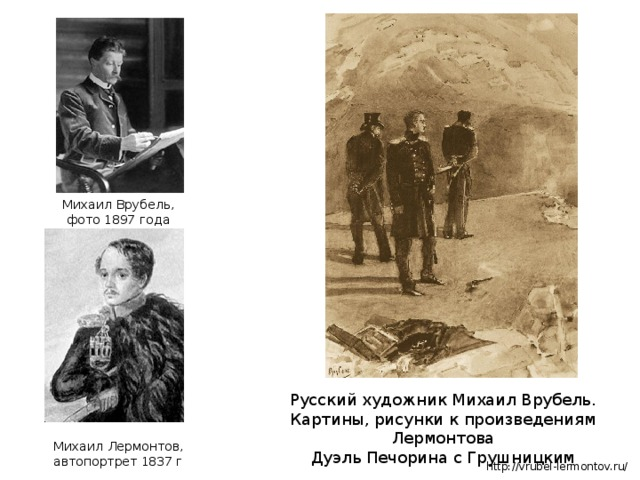 Михаил Врубель,
фото 1897 года
Михаил Лермонтов,
автопортрет 1837 г
Врубель
Русский художник Михаил Врубель.
Картины, рисунки к произведениям
Лермонтова
Дуэль Печорина с Грушницким
http://vrubel-lermontov.ru/